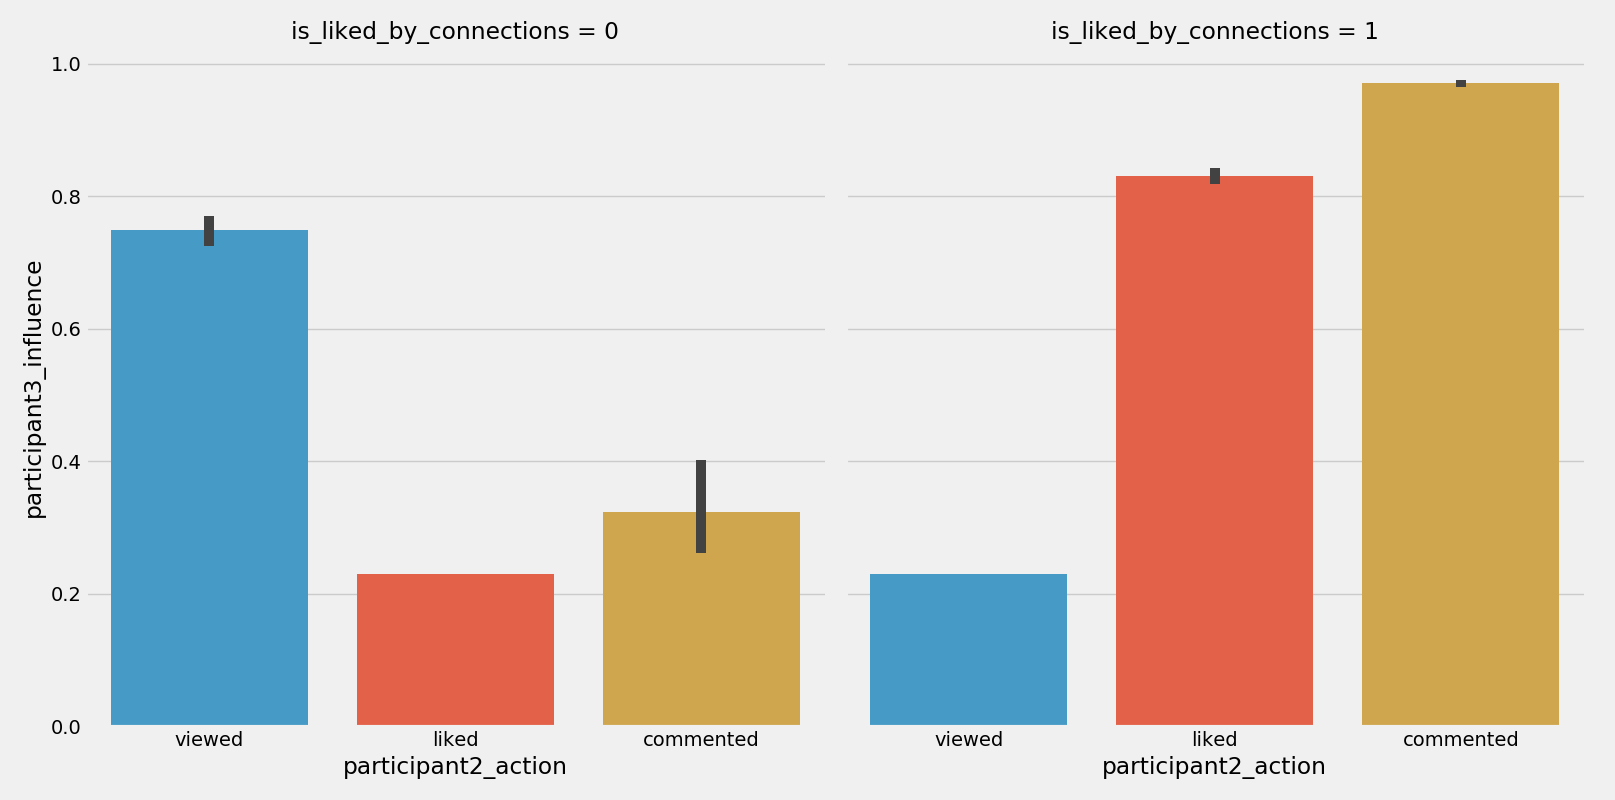 is_liked_by_connections = 0
is_liked_by_connections = 1
participant3_influence
1.0
0.8
0.6
0.4
0.2
0.0
viewed liked commented
viewed liked commented
participant2_action
participant2_action